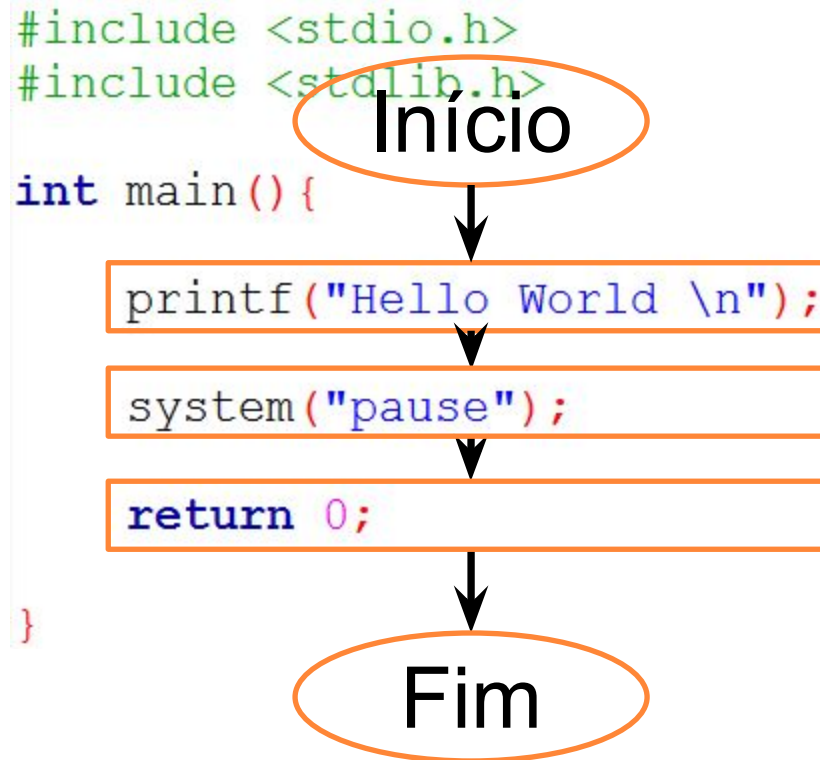 #include <stdio.h>
#include <stdlib.h>
Início
int main(){
printf("Hello World \n");
system("pause");
return 0;
}
Fim